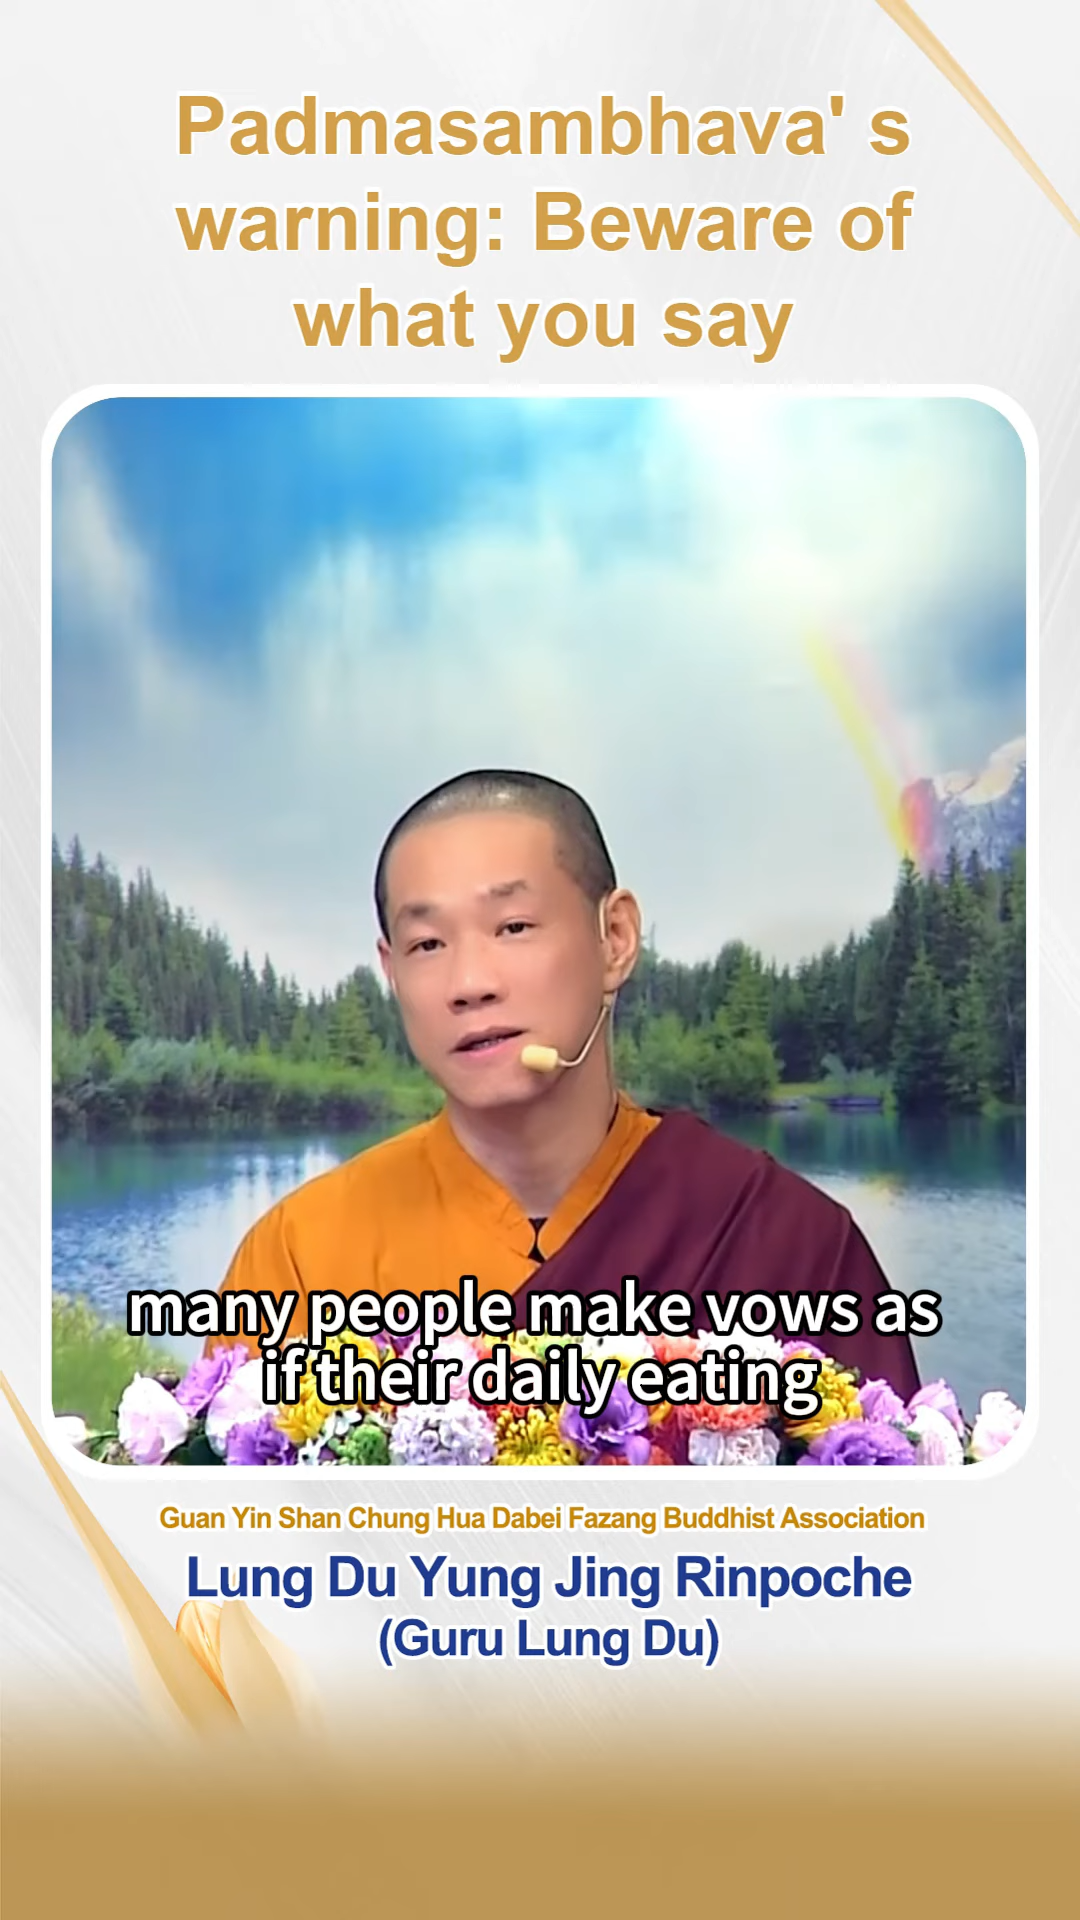 Padmasambhava' s
warning: Beware of
what you say
many people make vows as
if their daily eating
Guan Yin Shan Chung Hua Dabei Fazang Buddhist Association
Lung Du Yung Jing Rinpoche
(Guru Lung Du)